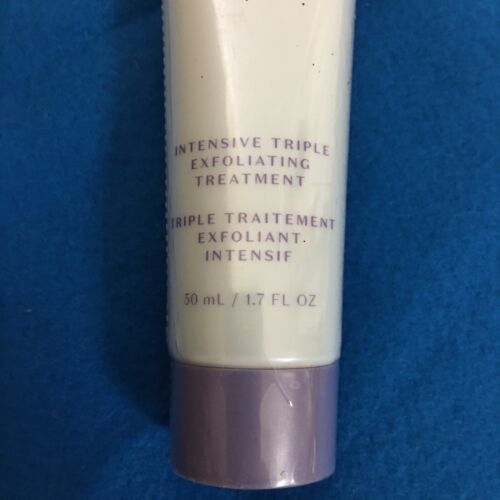 INTENSIVE TRIPLE
EXFOLIATING
TREATMENT
TRIPLE TRAITEMENT
EXFOLIANT
INTENSIF
50 mL / 1.7 FL OZ